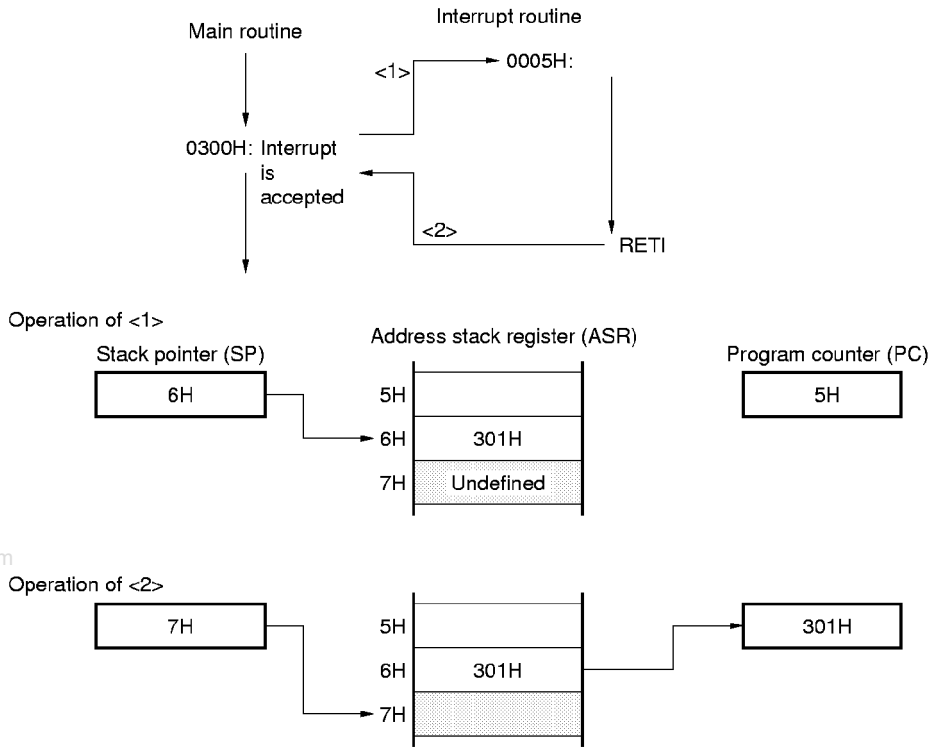 Main routine
Interrupt routine
<1>
0005H:
0300H: Interrupt
is
accepted
<2>
RETI
Operation of <1>
Stack pointer (SP)
Address stack register (ASR)
Program counter (PC)
6H
5H
5H
6H
301H
7H
Undefined
m
Operation of <2>
7H
5H
301H
6H
301H
7H